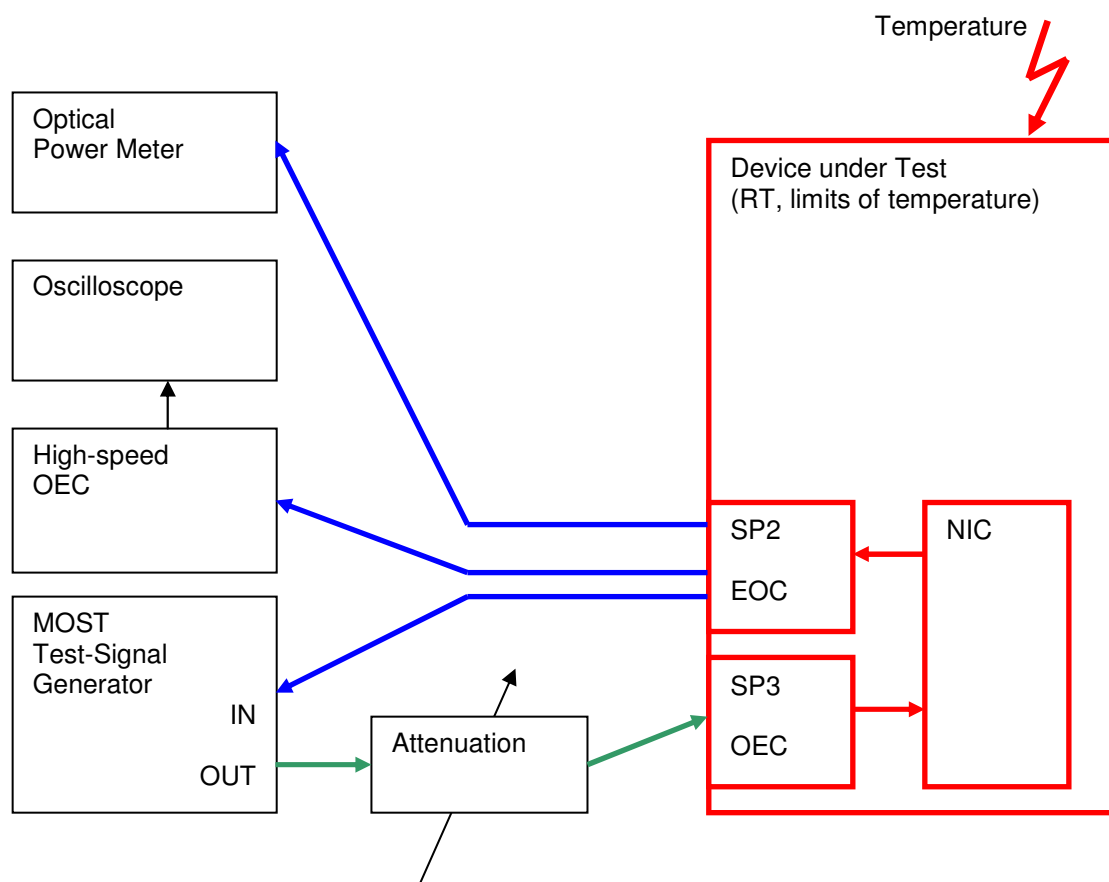 Temperature
Optical
Power Meter
Device under Test
(RT, limits of temperature)
Oscilloscope
High-speed
OEC
SP2
EOC
NIC
MOST
Test-Signal
Generator
IN
OUT
Attenuation
SP3
OEC